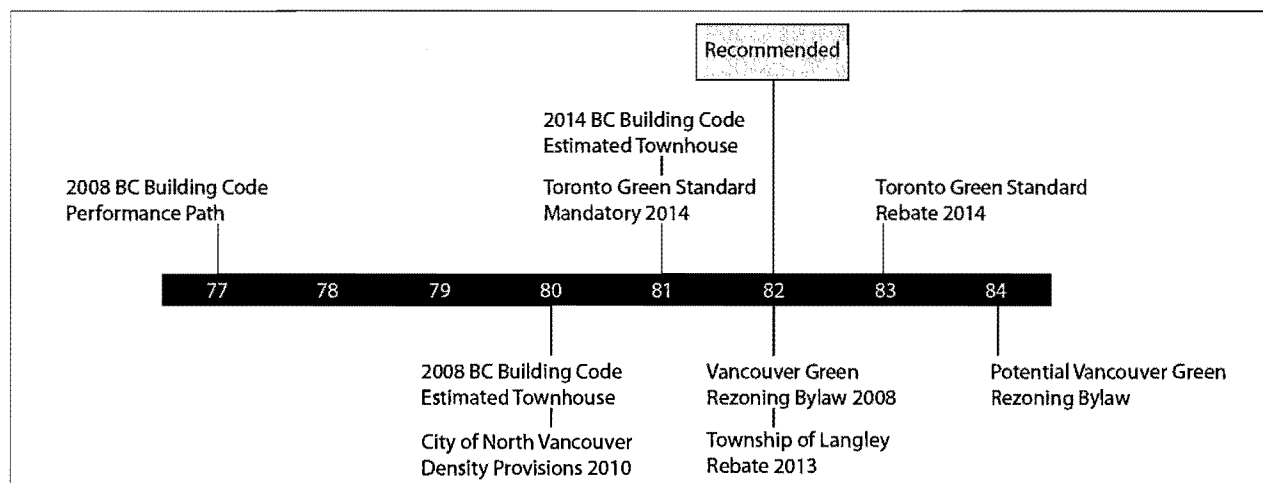 Recommended
2014 BC Building Code
Estimated Townhouse
2008 BC Building Code
Performance Path
Toronto Green Standard
Mandatory 2014
Toronto Green Standard
Rebate 2014
77 78 79 80 81 82 83 84
2008 BC Building Code
Estimated Townhouse
City of North Vancouver
Density Provisions 2010
Vancouver Green
Rezoning Bylaw 2008
Township of Langley
Rebate 2013
Potential Vancouver Green
Rezoning Bylaw